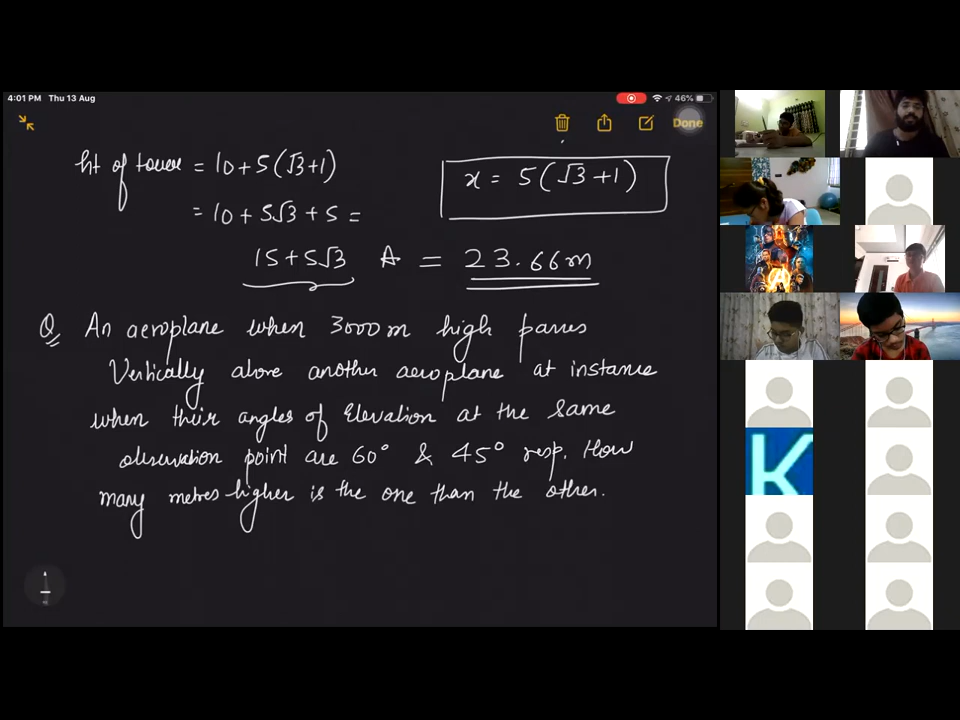 4:01 PM Thu 13 Aug
46%
Done
ht of tower = 10 + 5(√3+1)
x = 5(√3+1)
= 10 + 5√3 + 5 =
15 + 5√3 = 23.66m
Q An aeroplane when 3000m high passes
Vertically above another aeroplane at instance
when their angles of Elevation at the same
observation point are 60° & 45° resp. How
many metres higher is the one than the other.
K